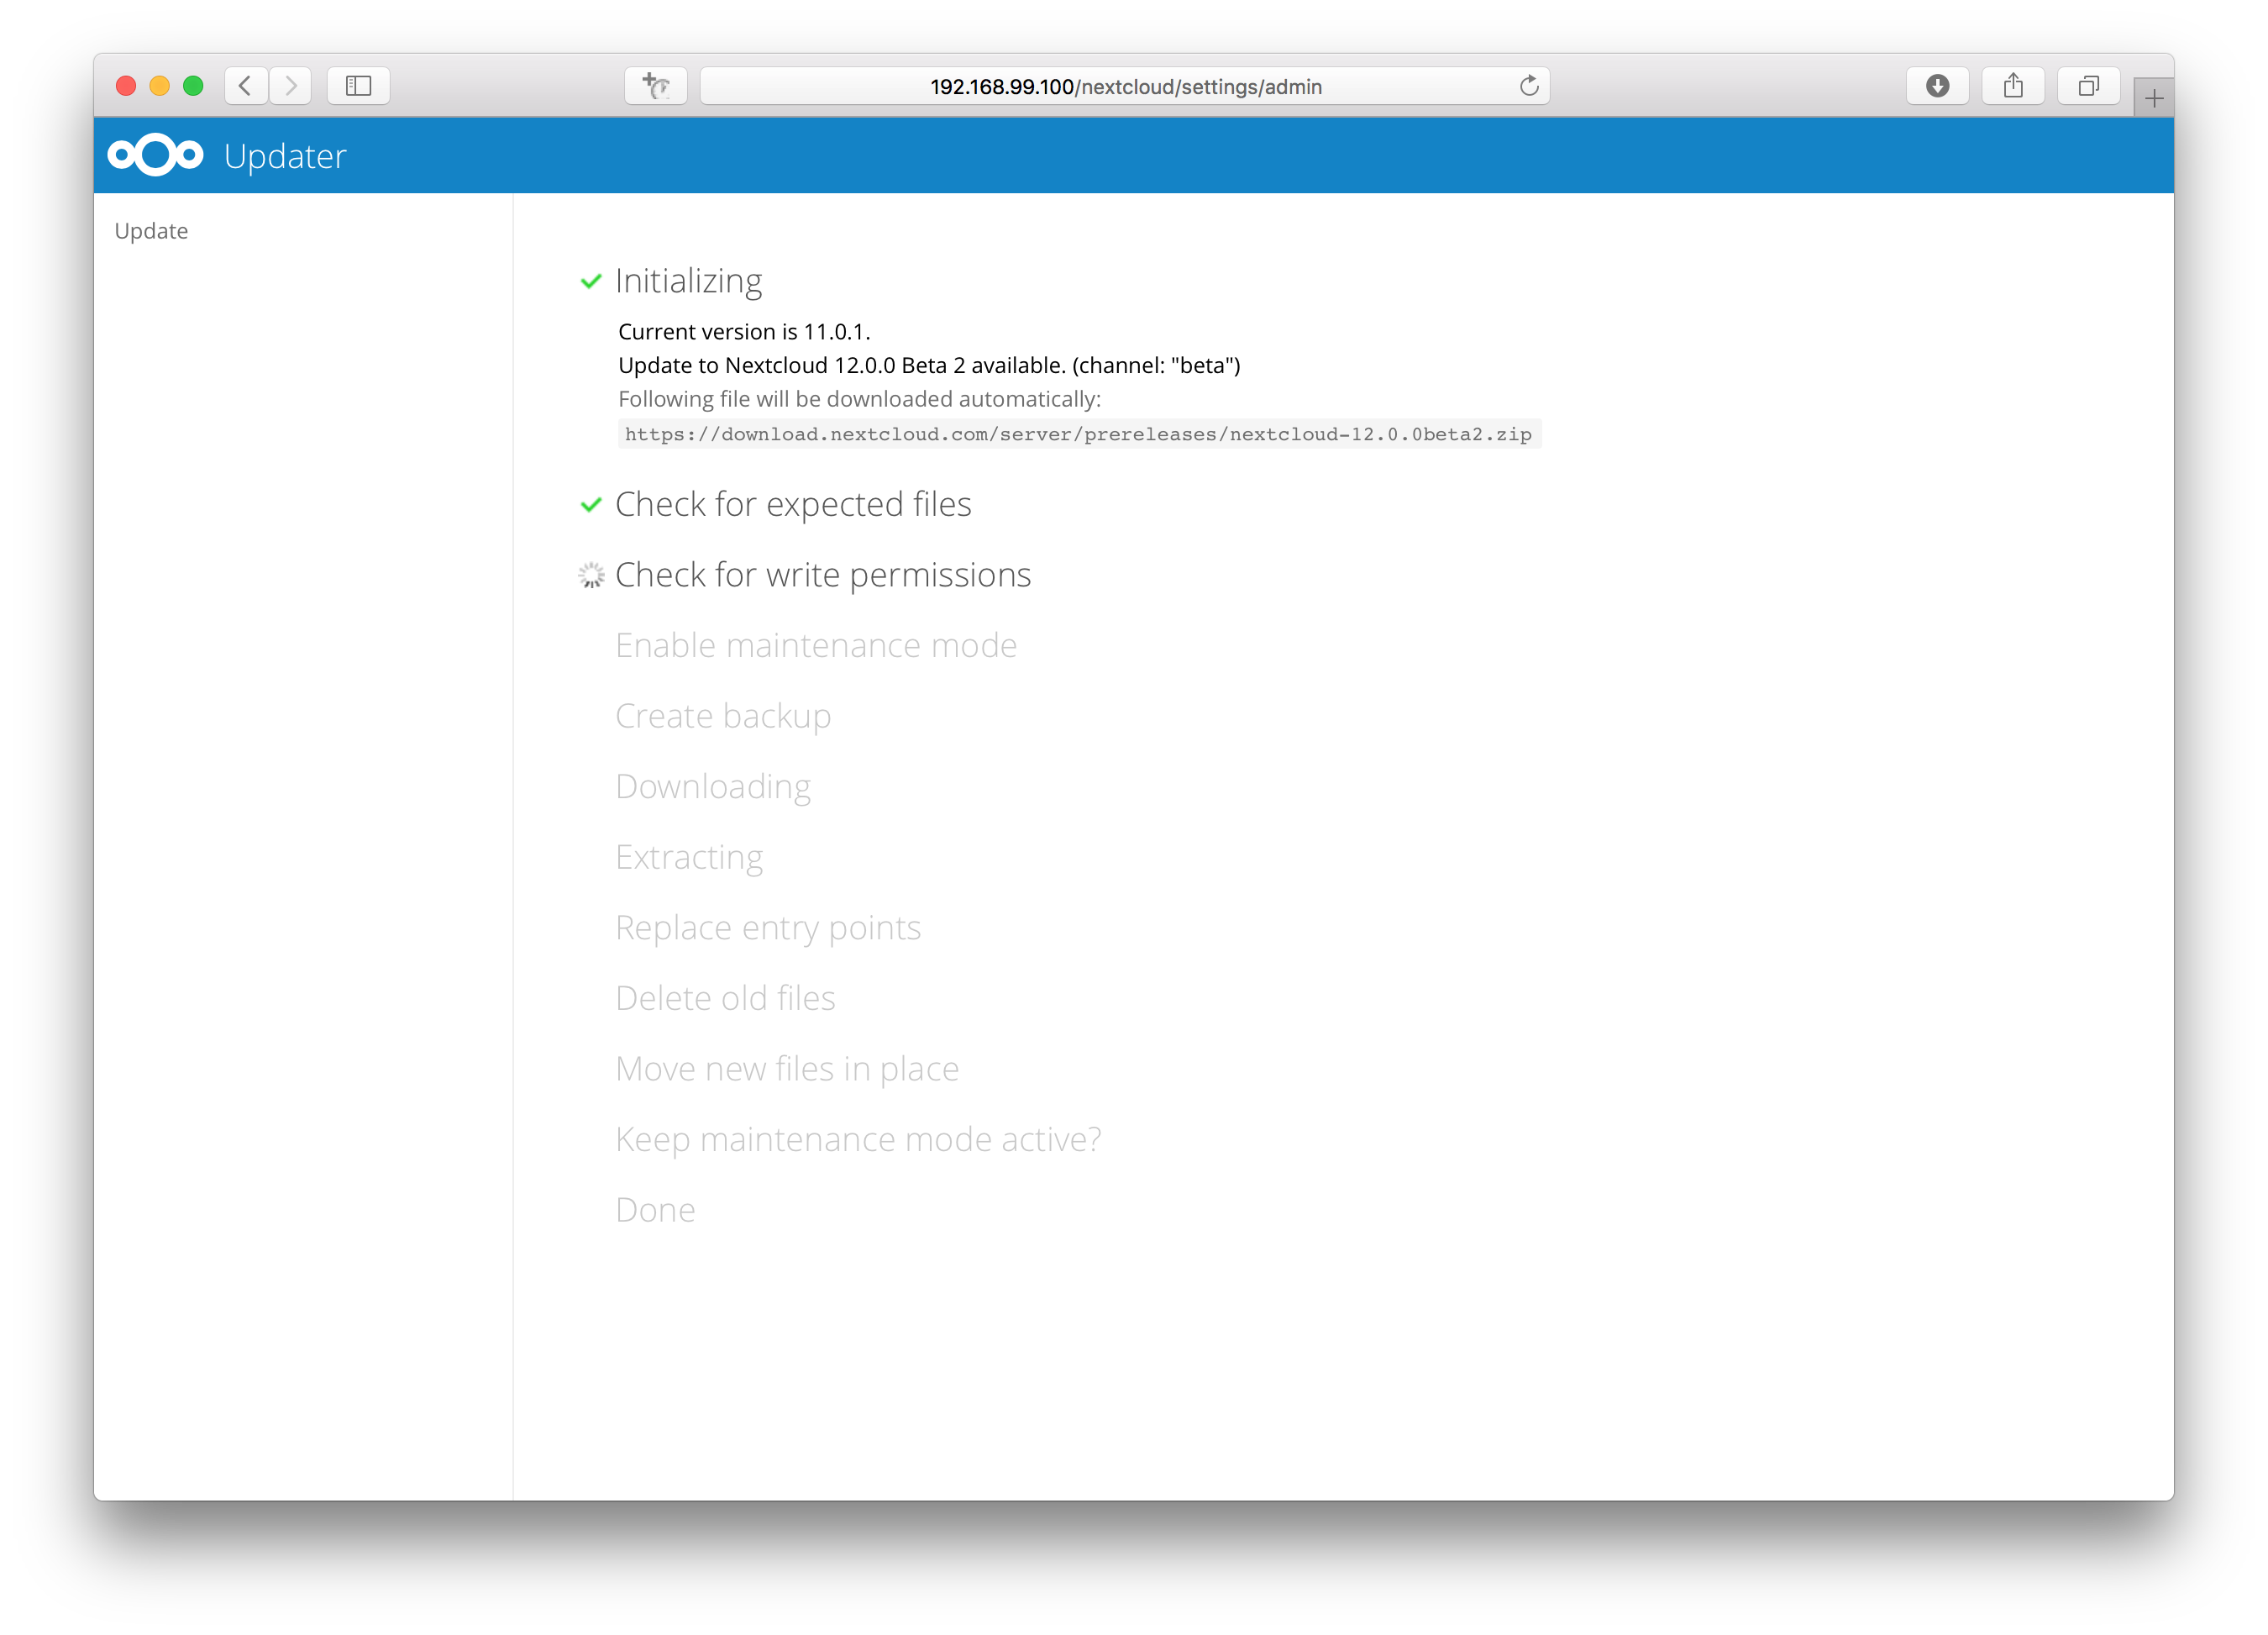 192.168.99.100/nextcloud/settings/admin
Updater
Update
Initializing
Current version is 11.0.1.
Update to Nextcloud 12.0.0 Beta 2 available. (channel: "beta")
Following file will be downloaded automatically:
https://download.nextcloud.com/server/prereleases/nextcloud-12.0.0beta2.zip
Check for expected files
Check for write permissions
Enable maintenance mode
Create backup
Downloading
Extracting
Replace entry points
Delete old files
Move new files in place
Keep maintenance mode active?
Done